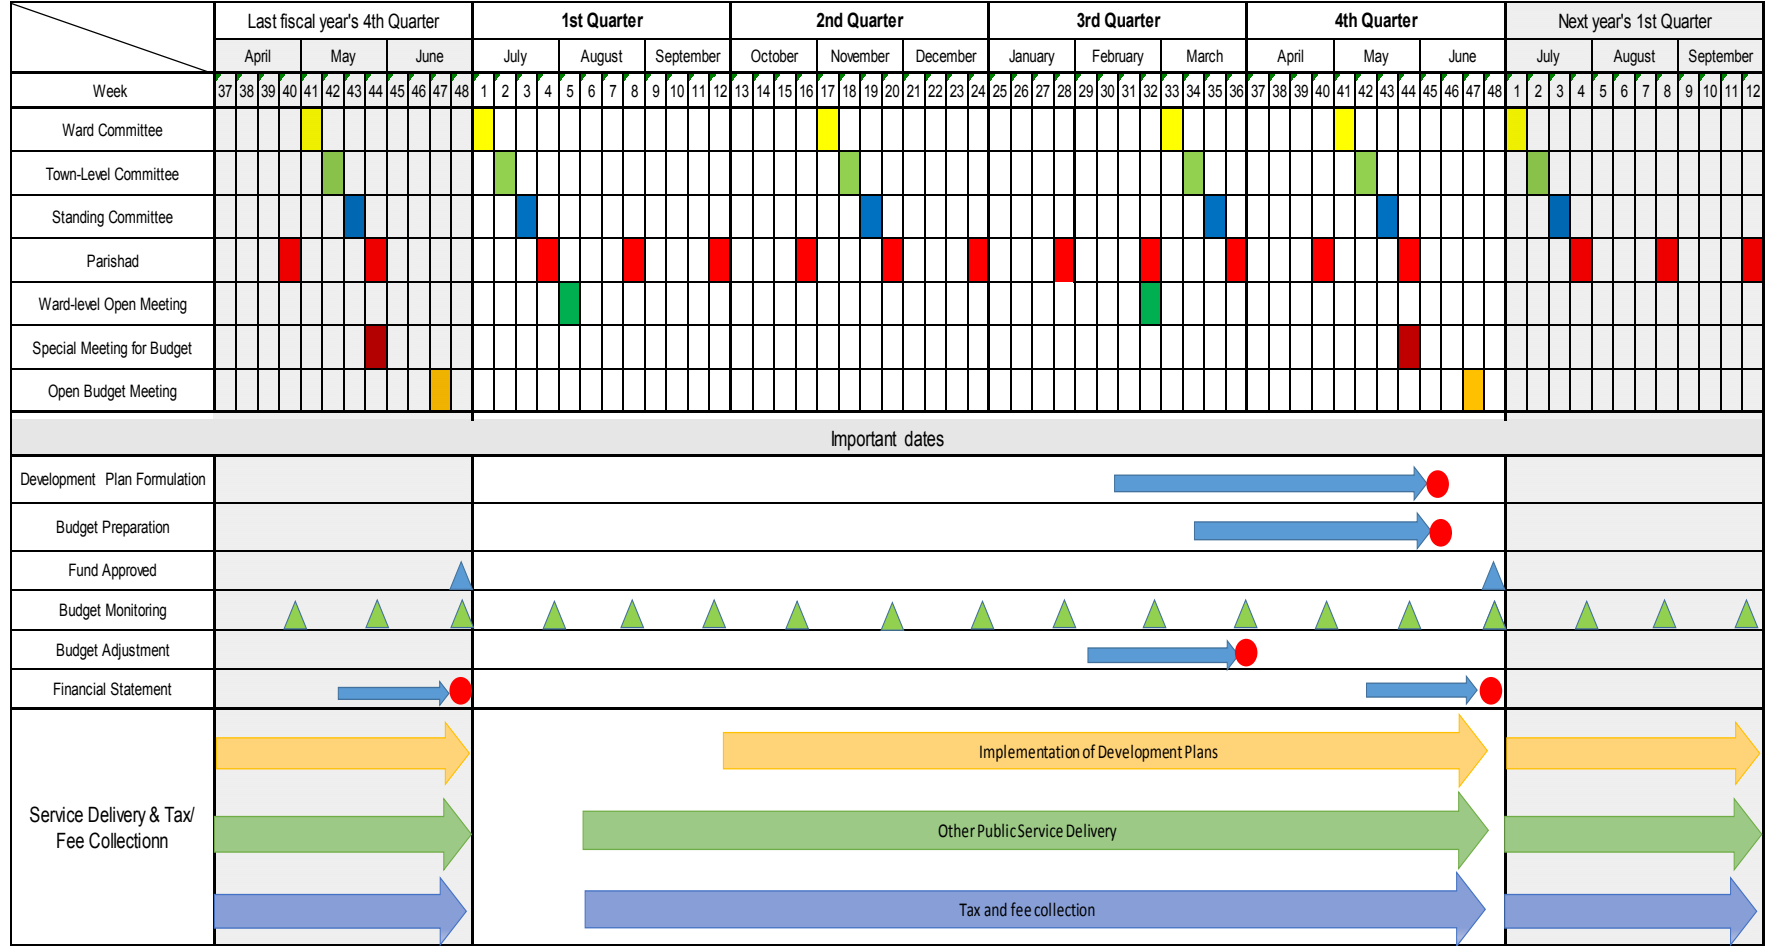 Last fiscal year's 4th Quarter 1st Quarter 2nd Quarter 3rd Quarter 4th Quarter Next year's 1st Quarter
April May June July August September October November December January February March April May June July August September
Week 37 38 39 40 41 42 43 44 45 46 47 48 1 2 3 4 5 6 7 8 9 10 11 12 13 14 15 16 17 18 19 20 21 22 23 24 25 26 27 28 29 30 31 32 33 34 35 36 37 38 39 40 41 42 43 44 45 46 47 48 1 2 3 4 5 6 7 8 9 10 11 12
Ward Committee
Town-Level Committee
Standing Committee
Parishad
Ward-level Open Meeting
Special Meeting for Budget
Open Budget Meeting
Important dates
Development Plan Formulation
Budget Preparation
Fund Approved
Budget Monitoring
Budget Adjustment
Financial Statement
Implementation of Development Plans
Service Delivery & Tax/
Fee Collectionn
Other Public Service Delivery
Tax and fee collection